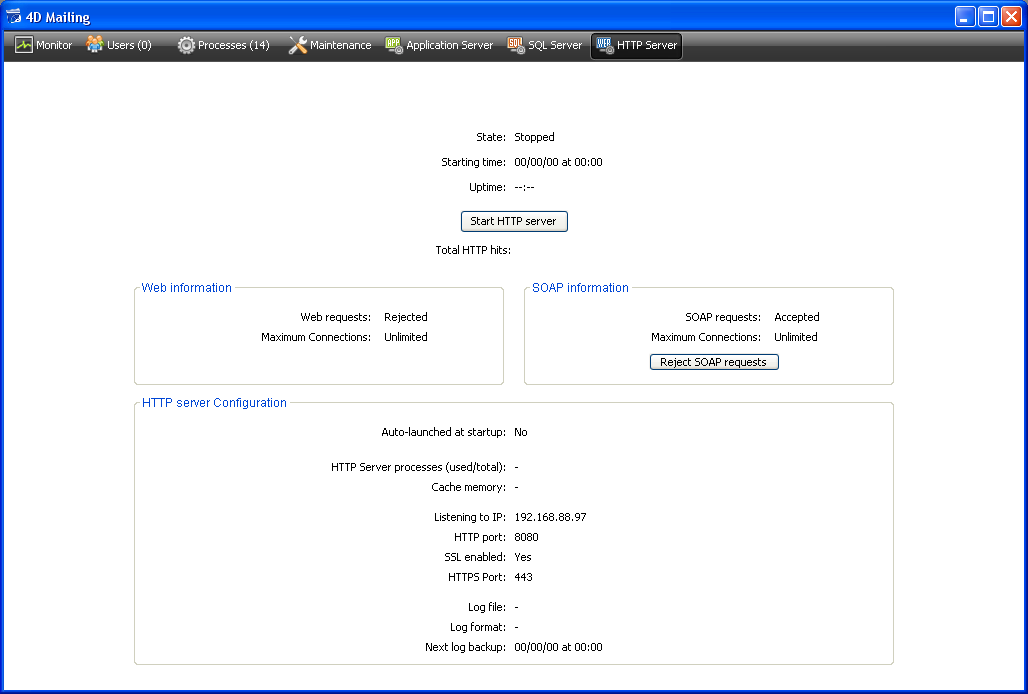 4D Mailing
Monitor Users (0) Processes (14) Maintenance Application Server SQL Server HTTP Server
State: Stopped
Starting time: 00/00/00 at 00:00
Uptime: --:--
Start HTTP server
Total HTTP hits:
Web information
Web requests: Rejected
Maximum Connections: Unlimited
SOAP information
SOAP requests: Accepted
Maximum Connections: Unlimited
Reject SOAP requests
HTTP server Configuration
Auto-launched at startup: No
HTTP Server processes (used/total): -
Cache memory: -
Listening to IP: 192.168.88.97
HTTP port: 8080
SSL enabled: Yes
HTTPS Port: 443
Log file: -
Log format: -
Next log backup: 00/00/00 at 00:00